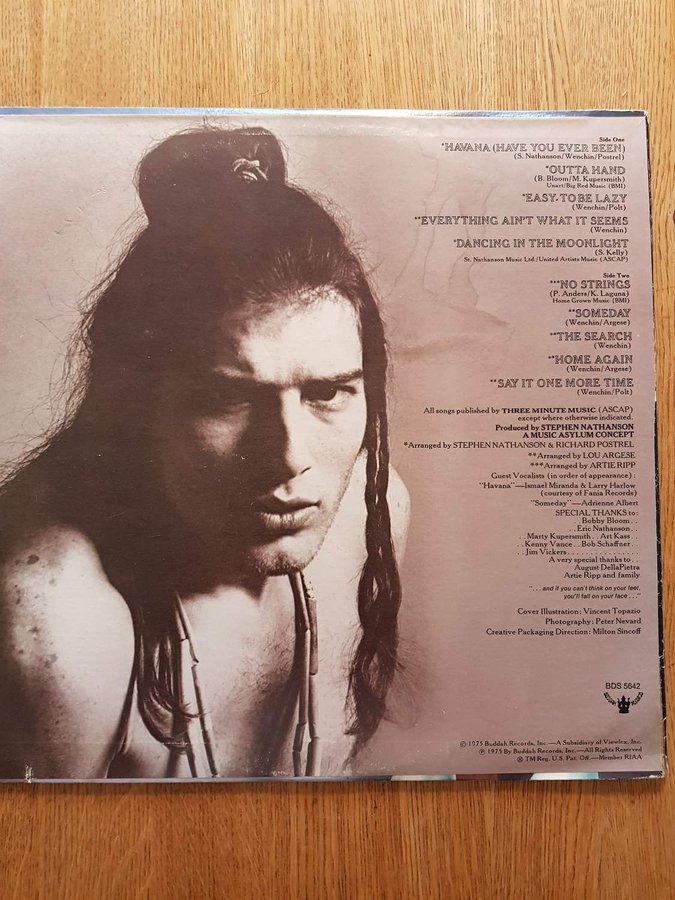 Side One
*HAVANA (HAVE YOU EVER BEEN)
(S. Nathanson/Wenchin/Postrel)
*OUTTA HAND
(B. Bloom/M. Kupersmith)
Unart/Big Red Music (BMI)
*EASY TO BE LAZY
(Wenchin/Polt)
**EVERYTHING AIN'T WHAT IT SEEMS
(Wenchin)
*DANCING IN THE MOONLIGHT
(S. Kelly)
St. Nathanson Music Ltd./United Artists Music (ASCAP)
Side Two
***NO STRINGS
(P. Anders/K. Laguna)
Home Grown Music (BMI)
**SOMEDAY
(Wenchin/Argese)
**THE SEARCH
(Wenchin)
**HOME AGAIN
(Wenchin/Argese)
**SAY IT ONE MORE TIME
(Wenchin/Polt)
All songs published by THREE MINUTE MUSIC (ASCAP)
except where otherwise indicated.
Produced by STEPHEN NATHANSON
A MUSIC ASYLUM CONCEPT
*Arranged by STEPHEN NATHANSON & RICHARD POSTREL
**Arranged by LOU ARGESE
***Arranged by ARTIE RIPP
Guest Vocalists (in order of appearance):
"Havana"—Ismael Miranda & Larry Harlow
(courtesy of Fania Records)
"Someday"—Adrienne Albert
SPECIAL THANKS to:
Bobby Bloom . .
. . Eric Nathanson . .
. . Marty Kupersmith . . Art Kass . .
. . Kenny Vance . . Bob Schaffner . .
. . Jim Vickers . . . . . . . . . . . . . . . .
A very special thanks to . .
August DellaPietra
Artie Ripp and family
". . . and if you can't think on your feet,
you'll fall on your face . . ."
Cover Illustration: Vincent Topazio
Photography: Peter Nevard
Creative Packaging Direction: Milton Sincoff
BDS 5642
© 1975 Buddah Records, Inc.—A Subsidiary of Viewlex, Inc.
℗ 1975 By Buddah Records, Inc.—All Rights Reserved
® TM Reg. U.S. Pat. Off.—Member RIAA